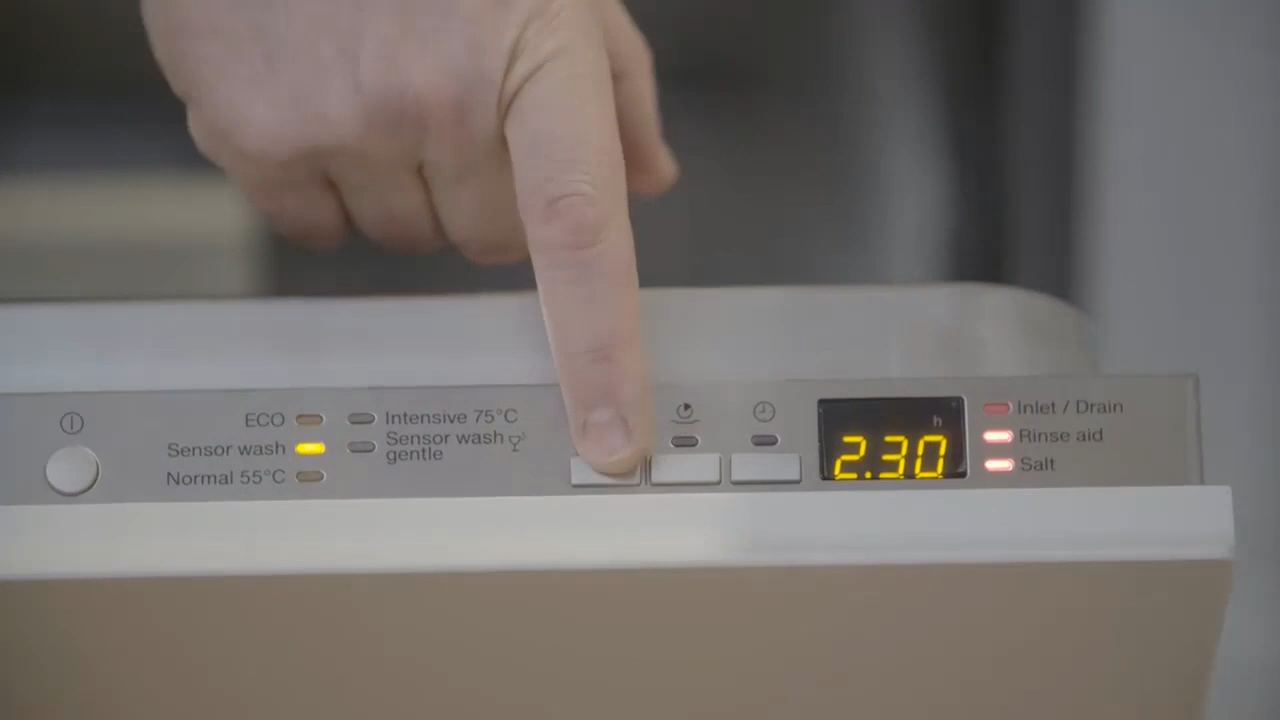 ECO
Sensor wash
Normal 55°C
Intensive 75°C
Sensor wash
gentle
h
2.30
Inlet / Drain
Rinse aid
Salt